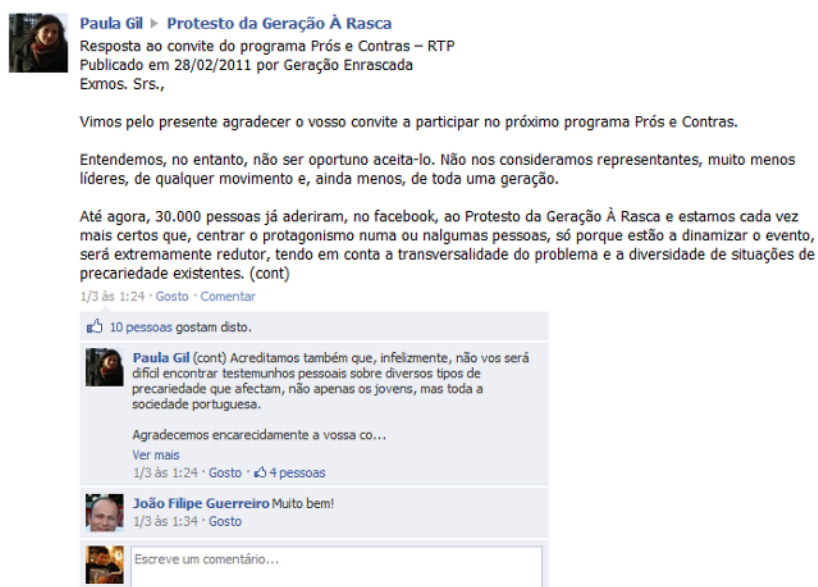 Paula Gil ▸ Protesto da Geração À Rasca
Resposta ao convite do programa Prós e Contras – RTP
Publicado em 28/02/2011 por Geração Enrascada
Exmos. Srs.,
Vimos pelo presente agradecer o vosso convite a participar no próximo programa Prós e Contras.
Entendemos, no entanto, não ser oportuno aceita-lo. Não nos consideramos representantes, muito menos
líderes, de qualquer movimento e, ainda menos, de toda uma geração.
Até agora, 30.000 pessoas já aderiram, no facebook, ao Protesto da Geração À Rasca e estamos cada vez
mais certos que, centrar o protagonismo numa ou nalgumas pessoas, só porque estão a dinamizar o evento,
será extremamente redutor, tendo em conta a transversalidade do problema e a diversidade de situações de
precariedade existentes. (cont)
1/3 às 1:24 · Gosto · Comentar
10 pessoas gostam disto.
Paula Gil (cont) Acreditamos também que, infelizmente, não vos será
difícil encontrar testemunhos pessoais sobre diversos tipos de
precariedade que afectam, não apenas os jovens, mas toda a
sociedade portuguesa.
Agradecemos encarecidamente a vossa co...
Ver mais
1/3 às 1:24 · Gosto · 4 pessoas
João Filipe Guerreiro Muito bem!
1/3 às 1:34 · Gosto
Escreve um comentário...